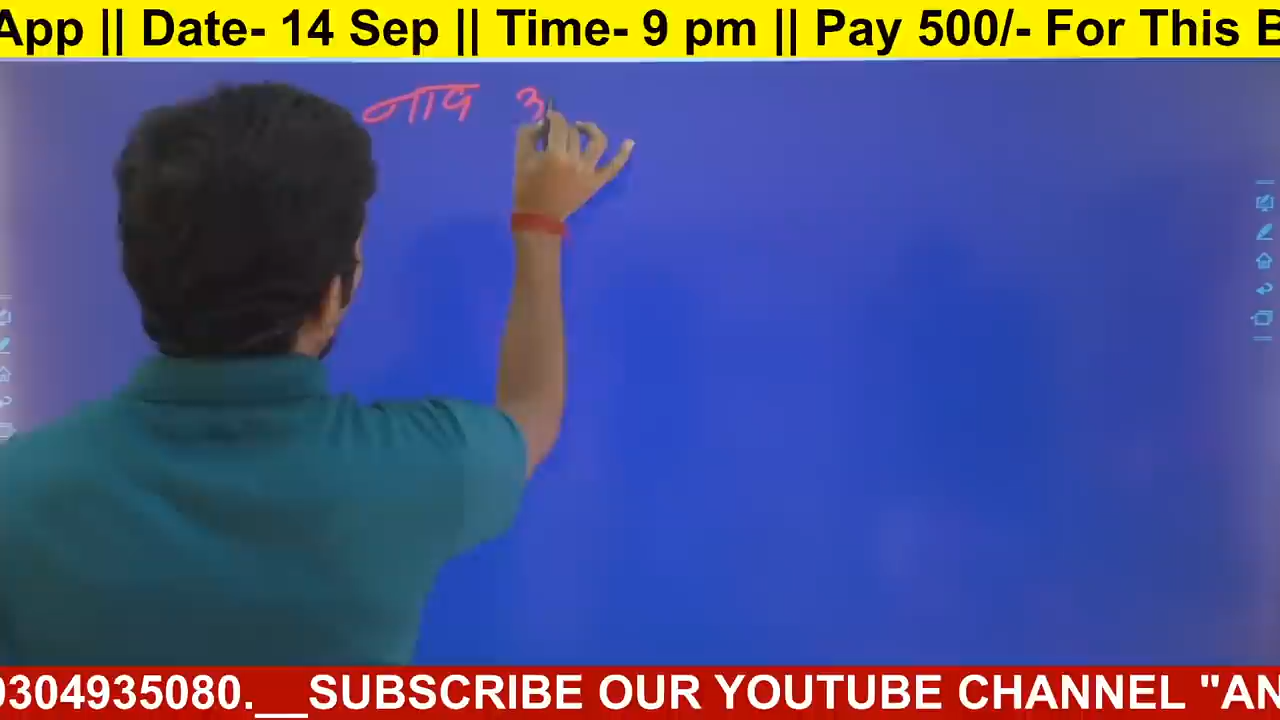 App || Date- 14 Sep || Time- 9 pm || Pay 500/- For This B
नाव
0304935080.__SUBSCRIBE OUR YOUTUBE CHANNEL "AN